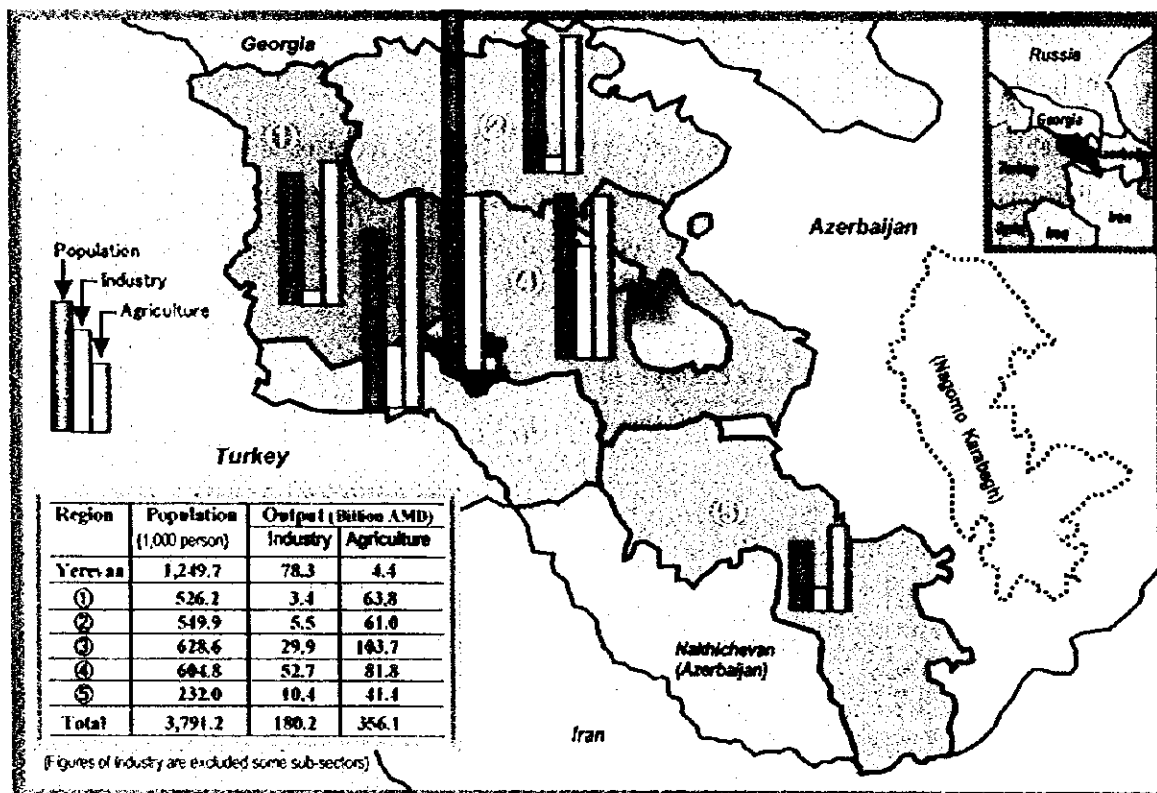 Georgia
Russia
Georgia
①
②
Azerbaijan
Iran
Iraq
Population
Industry
④
Agriculture
(Nagorno Karabagh)
Turkey
⑤
Region Population Output (Billion AMD)
(1,000 person) Industry Agriculture
Yerevan 1,249.7 78.3 4.4
① 526.2 3.4 63.8
② 549.9 5.5 61.0
③ 628.6 29.9 103.7
④ 604.8 52.7 81.8
⑤ 232.0 10.4 41.4
Total 3,791.2 180.2 356.1
Nakhichevan
(Azerbaijan)
Iran
(Figures of Industry are excluded some sub-sectors)